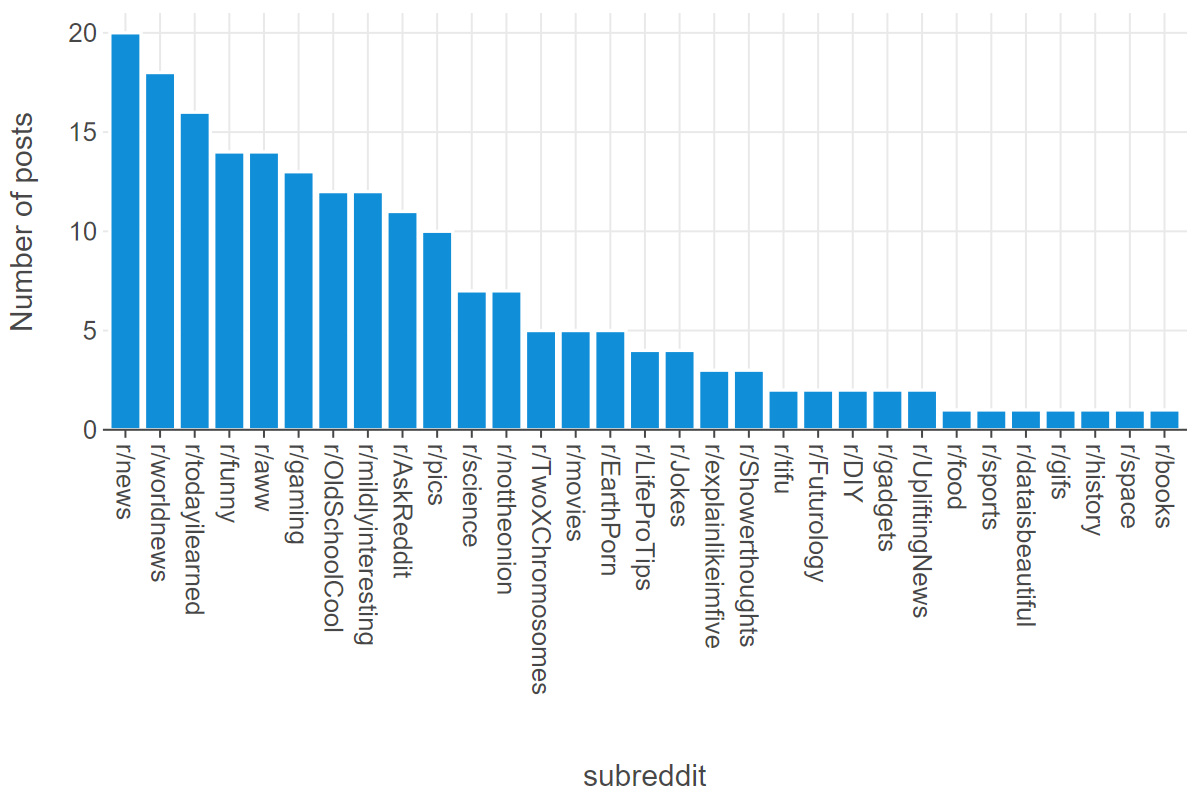 20
15
10
5
0
Number of posts
r/news
r/worldnews
r/todayilearned
r/funny
r/aww
r/gaming
r/OldSchoolCool
r/mildlyinteresting
r/AskReddit
r/pics
r/science
r/nottheonion
r/TwoXChromosomes
r/movies
r/EarthPorn
r/LifeProTips
r/Jokes
r/explainlikeimfive
r/Showerthoughts
r/tifu
r/Futurology
r/DIY
r/gadgets
r/UpliftingNews
r/food
r/sports
r/dataisbeautiful
r/gifs
r/history
r/space
r/books
subreddit